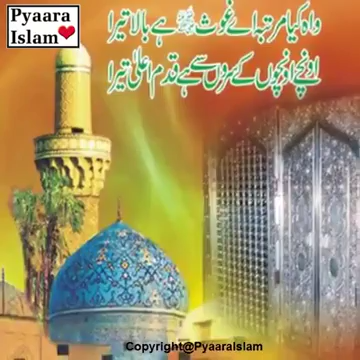 Pyaara
Islam
واہ کیا مرتبہ اے غوث ہے بالا تیرا
اونچے اونچوں کے سروں سے ہے قدم اعلیٰ تیرا
Copyright@PyaaraIslam